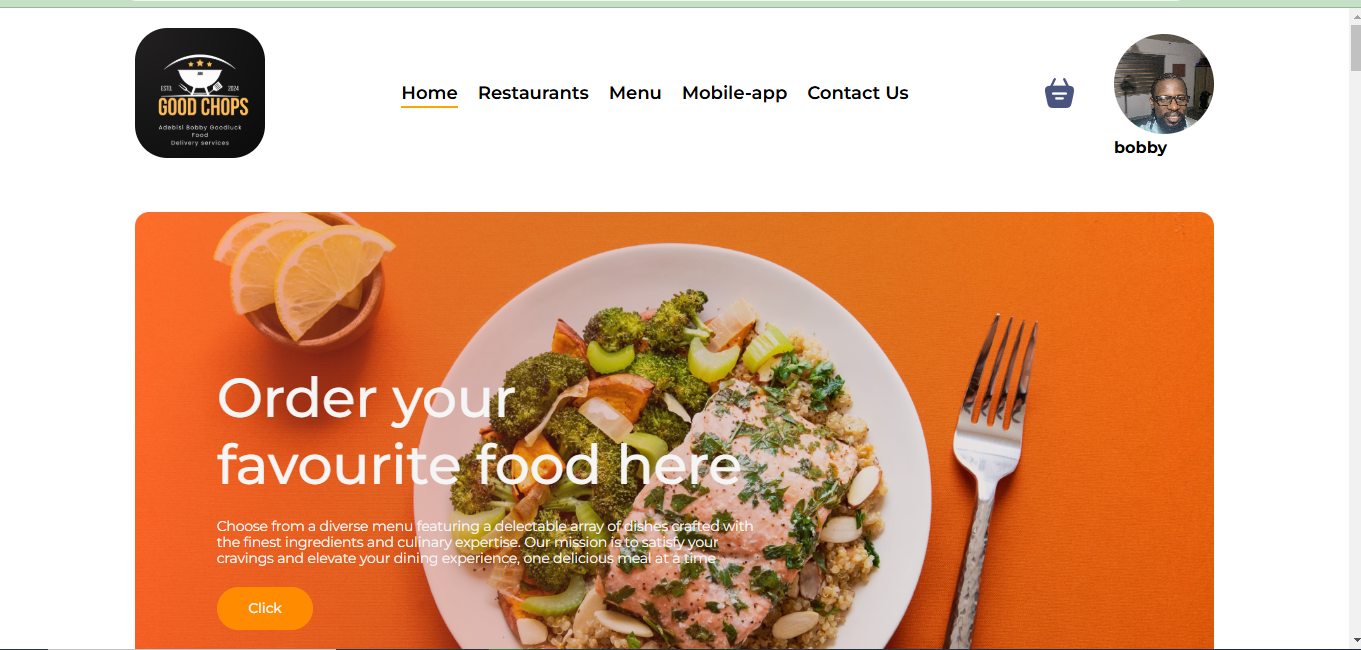 ESTD. 2024
GOOD CHOPS
Adebisi Bobby Goodluck
Food
Delivery services
Home Restaurants Menu Mobile-app Contact Us
bobby
Order your
favourite food here
Choose from a diverse menu featuring a delectable array of dishes crafted with
the finest ingredients and culinary expertise. Our mission is to satisfy your
cravings and elevate your dining experience, one delicious meal at a time
Click